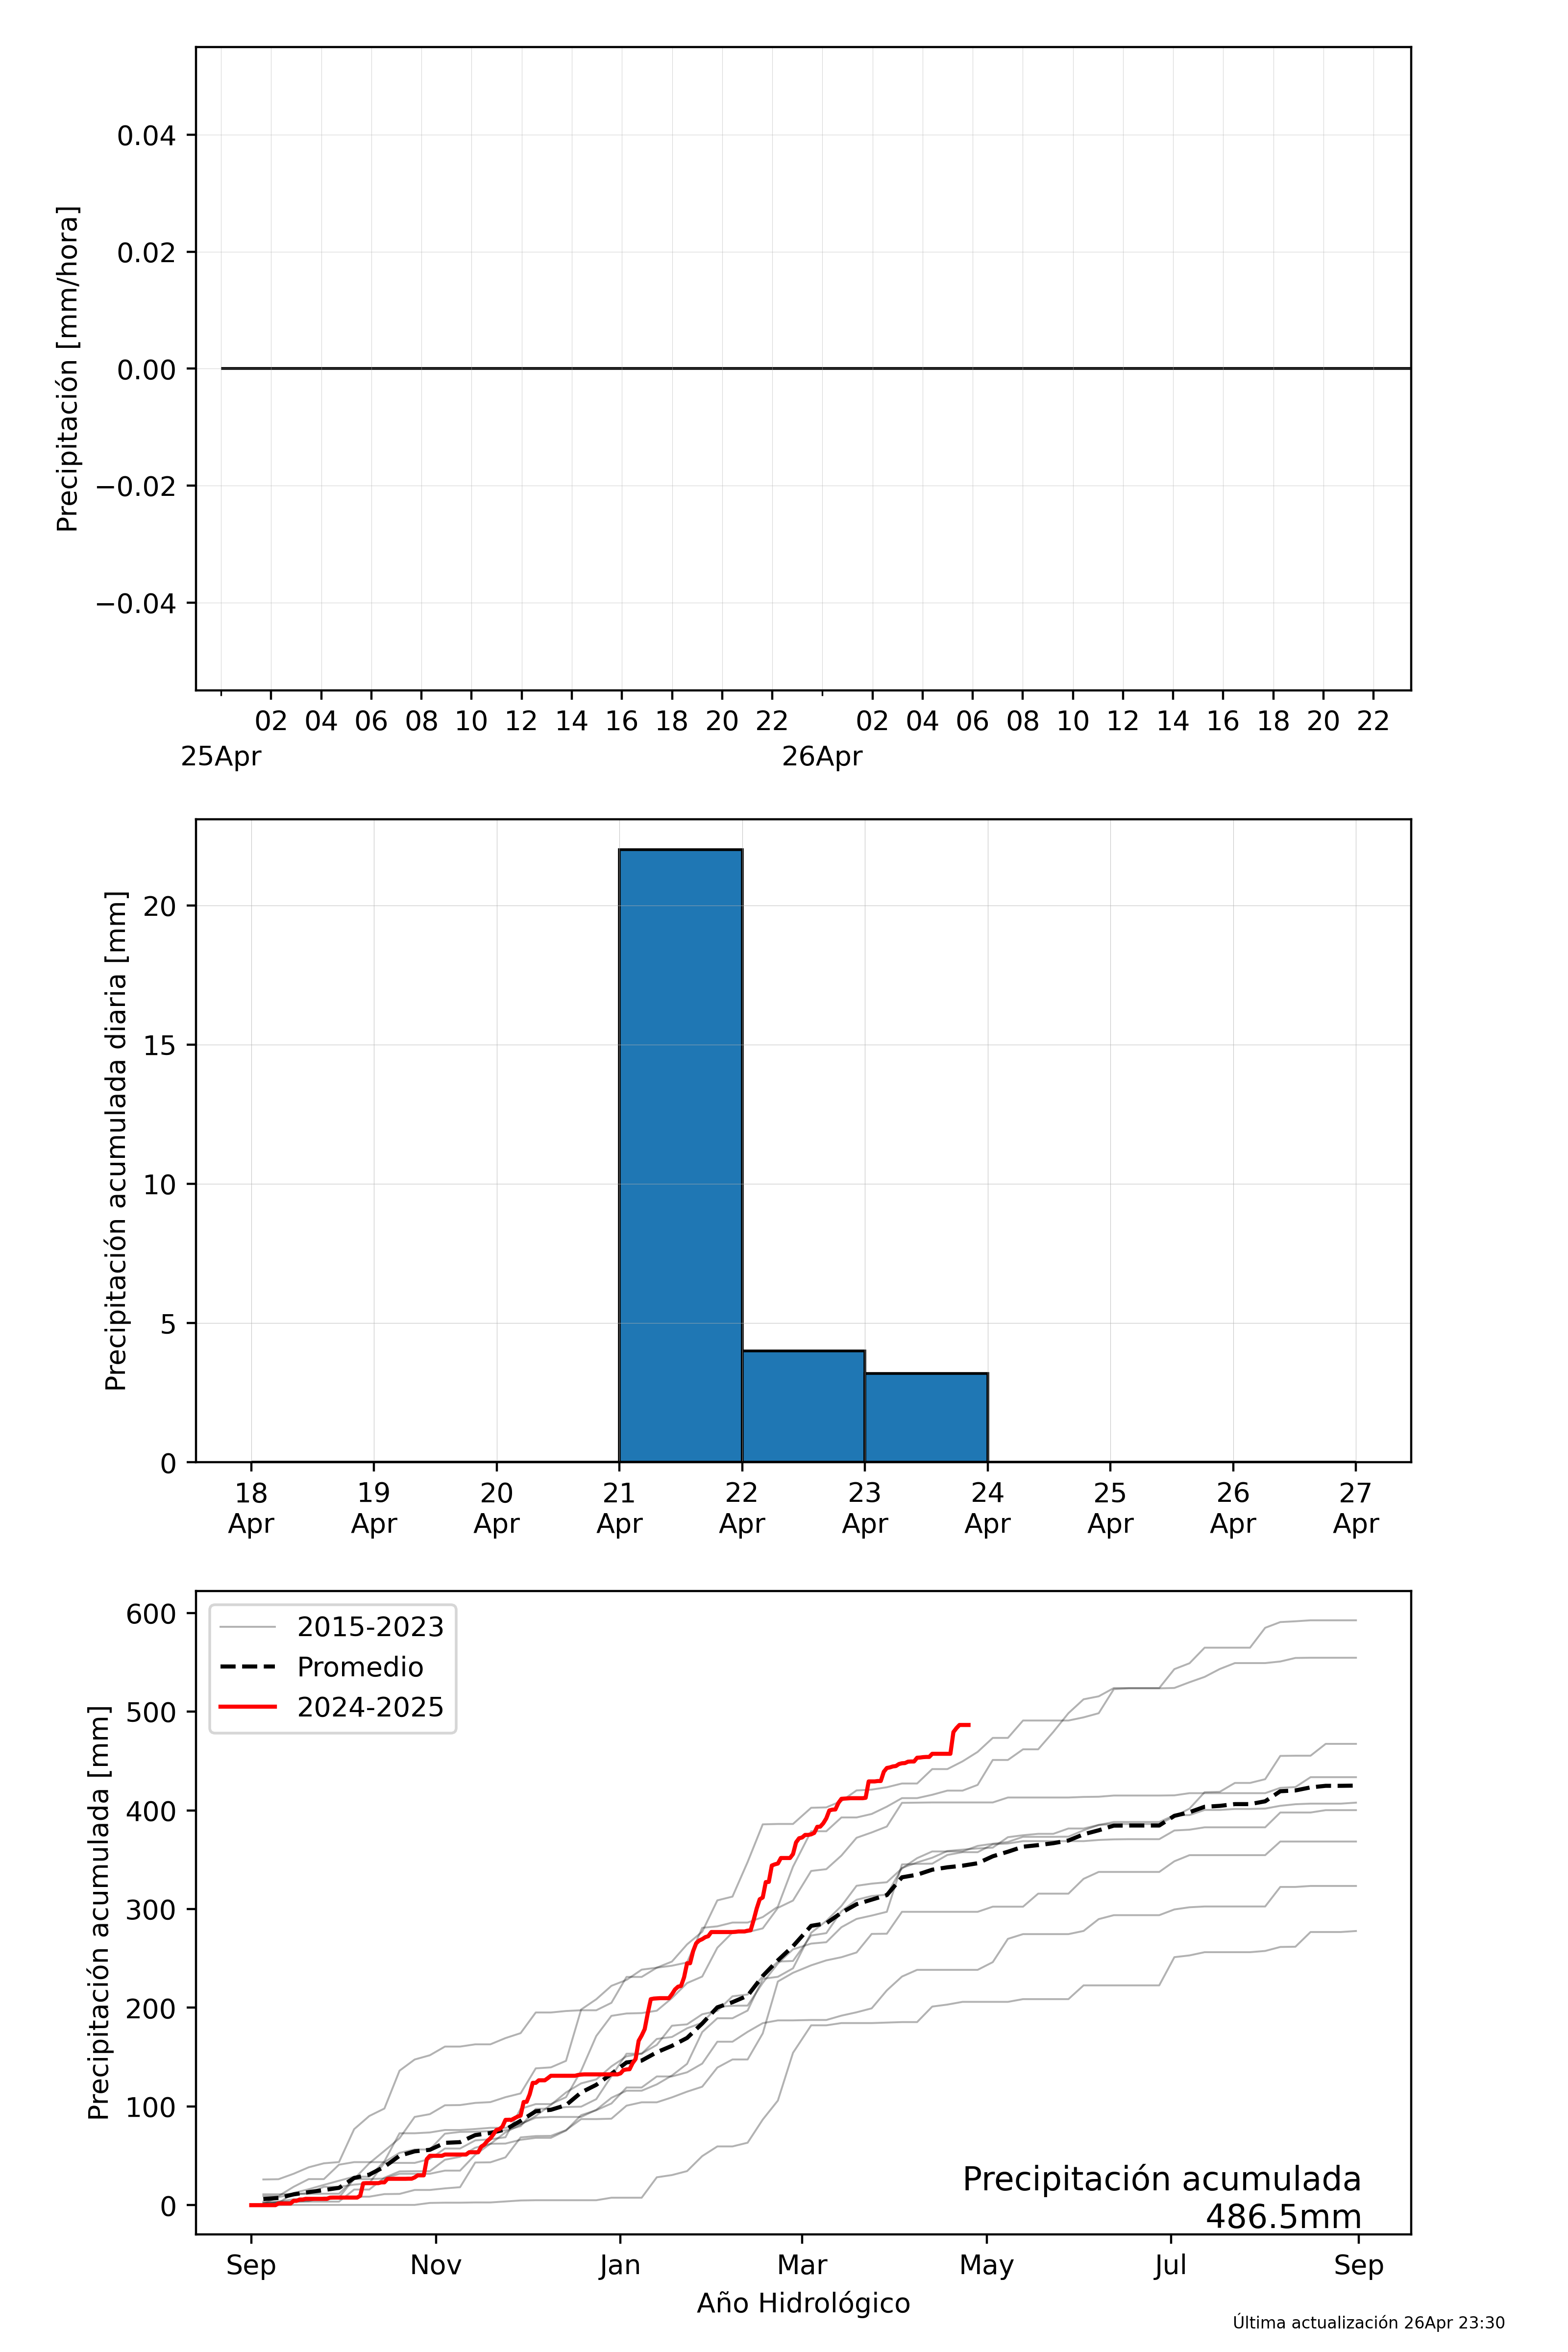 Precipitación [mm/hora]
0.04
0.02
0.00
−0.02
−0.04
02 04 06 08 10 12 14 16 18 20 22 02 04 06 08 10 12 14 16 18 20 22
25Apr 26Apr
Precipitación acumulada diaria [mm]
20
15
10
5
0
18 19 20 21 22 23 24 25 26 27
Apr Apr Apr Apr Apr Apr Apr Apr Apr Apr
Precipitación acumulada [mm]
600
500
400
300
200
100
0
2015-2023
Promedio
2024-2025
Precipitación acumulada
486.5mm
Sep Nov Jan Mar May Jul Sep
Año Hidrológico
Última actualización 26Apr 23:30